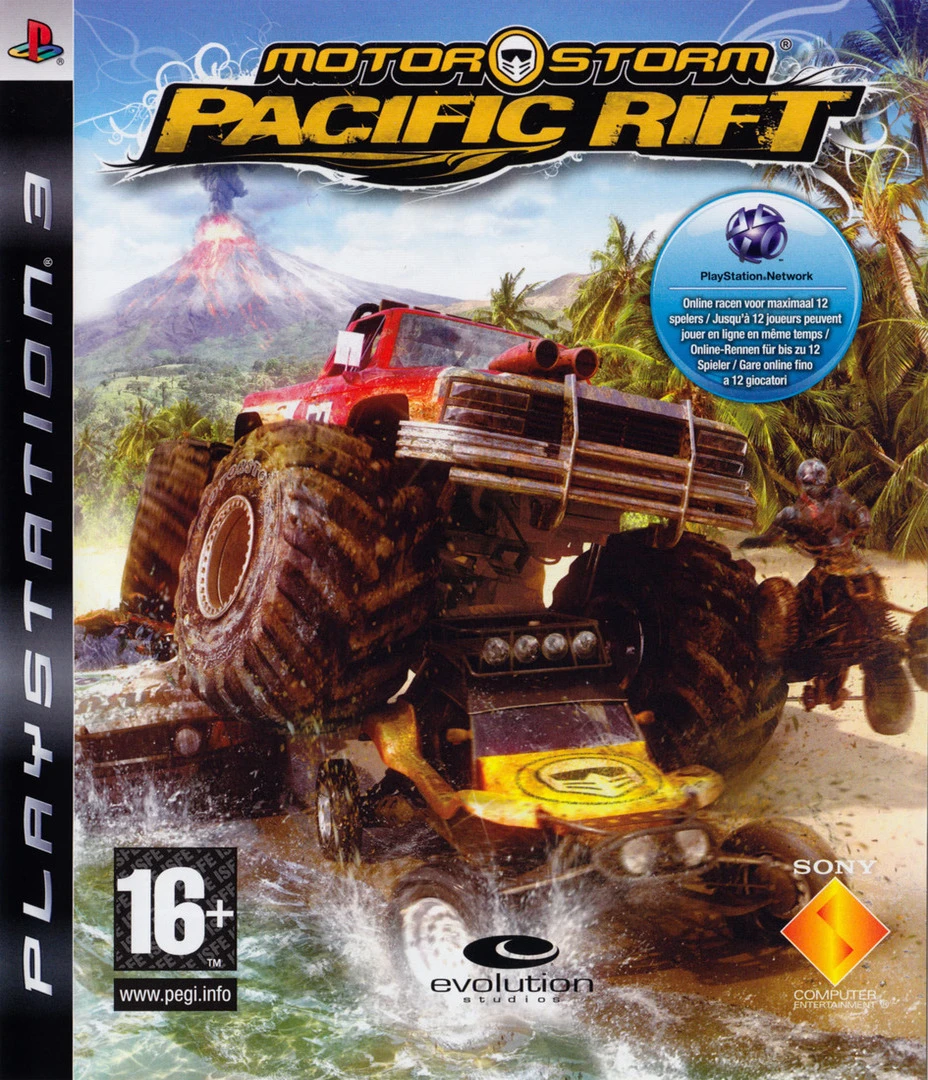 PLAYSTATION 3
MOTORSTORM®
PACIFIC RIFT
PlayStation®Network
Online racen voor maximaal 12
spelers / Jusqu'à 12 joueurs peuvent
jouer en ligne en même temps /
Online-Rennen für bis zu 12
Spieler / Gare online fino
a 12 giocatori
16+
TM
www.pegi.info
evolution
studios
SONY
COMPUTER
ENTERTAINMENT®